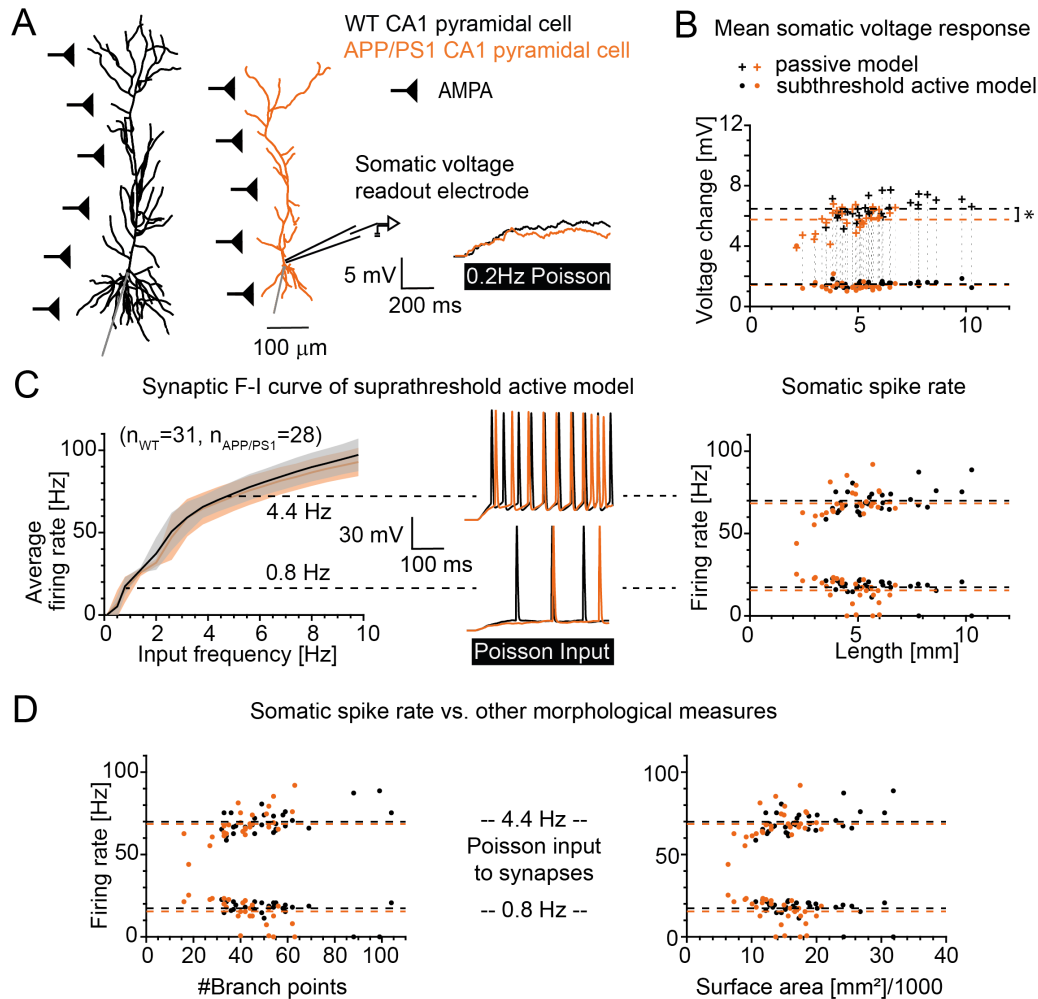 A
WT CA1 pyramidal cell
APP/PS1 CA1 pyramidal cell
AMPA
Somatic voltage
readout electrode
5 mV
200 ms
0.2Hz Poisson
100 μm
B
Mean somatic voltage response
passive model
subthreshold active model
Voltage change [mV]
12
8
4
0
*
0 5 10
C
Synaptic F-I curve of suprathreshold active model
(nWT=31, nAPP/PS1=28)
Average
firing rate [Hz]
100
50
0
4.4 Hz
0.8 Hz
0 2 4 6 8 10
Input frequency [Hz]
30 mV
100 ms
Poisson Input
Somatic spike rate
Firing rate [Hz]
100
50
0
0 5 10
Length [mm]
D
Somatic spike rate vs. other morphological measures
Firing rate [Hz]
100
50
0
0 20 40 60 80 100
#Branch points
-- 4.4 Hz --
Poisson input
to synapses
-- 0.8 Hz --
100
50
0
0 10 20 30 40
Surface area [mm²]/1000